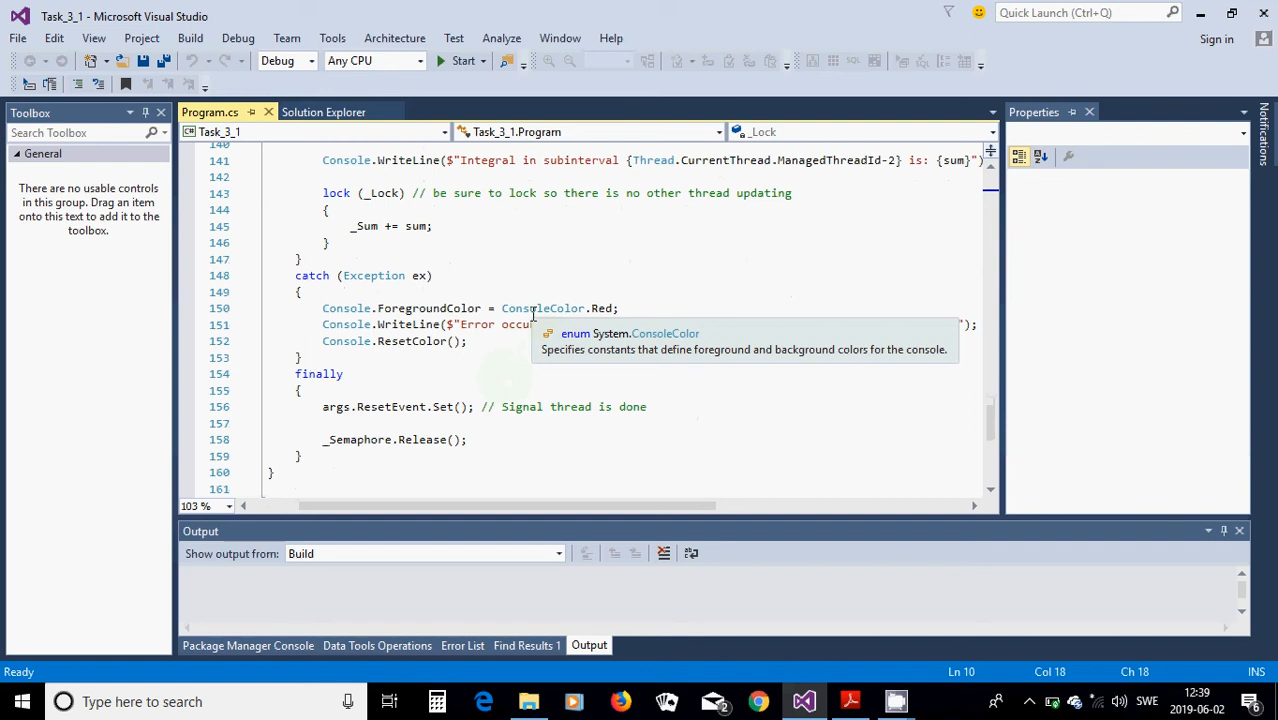 Task_3_1 - Microsoft Visual Studio
Quick Launch (Ctrl+Q)
File Edit View Project Build Debug Team Tools Architecture Test Analyze Window Help
Sign in
Debug Any CPU Start
Toolbox
Search Toolbox
General
There are no usable controls
in this group. Drag an item
onto this text to add it to the
toolbox.
Program.cs Solution Explorer
Task_3_1 Task_3_1.Program _Lock
140
141 Console.WriteLine($"Integral in subinterval {Thread.CurrentThread.ManagedThreadId-2} is: {sum}")
142
143 lock (_Lock) // be sure to lock so there is no other thread updating
144 {
145 _Sum += sum;
146 }
147 }
148 catch (Exception ex)
149 {
150 Console.ForegroundColor = ConsoleColor.Red;
151 Console.WriteLine($"Error occu ");
enum System.ConsoleColor
Specifies constants that define foreground and background colors for the console.
152 Console.ResetColor();
153 }
154 finally
155 {
156 args.ResetEvent.Set(); // Signal thread is done
157
158 _Semaphore.Release();
159 }
160 }
161
103 %
Properties
Notifications
Output
Show output from: Build
Package Manager Console Data Tools Operations Error List Find Results 1 Output
Ready Ln 10 Col 18 Ch 18 INS
Type here to search
2
SWE
12:39
2019-06-02
6